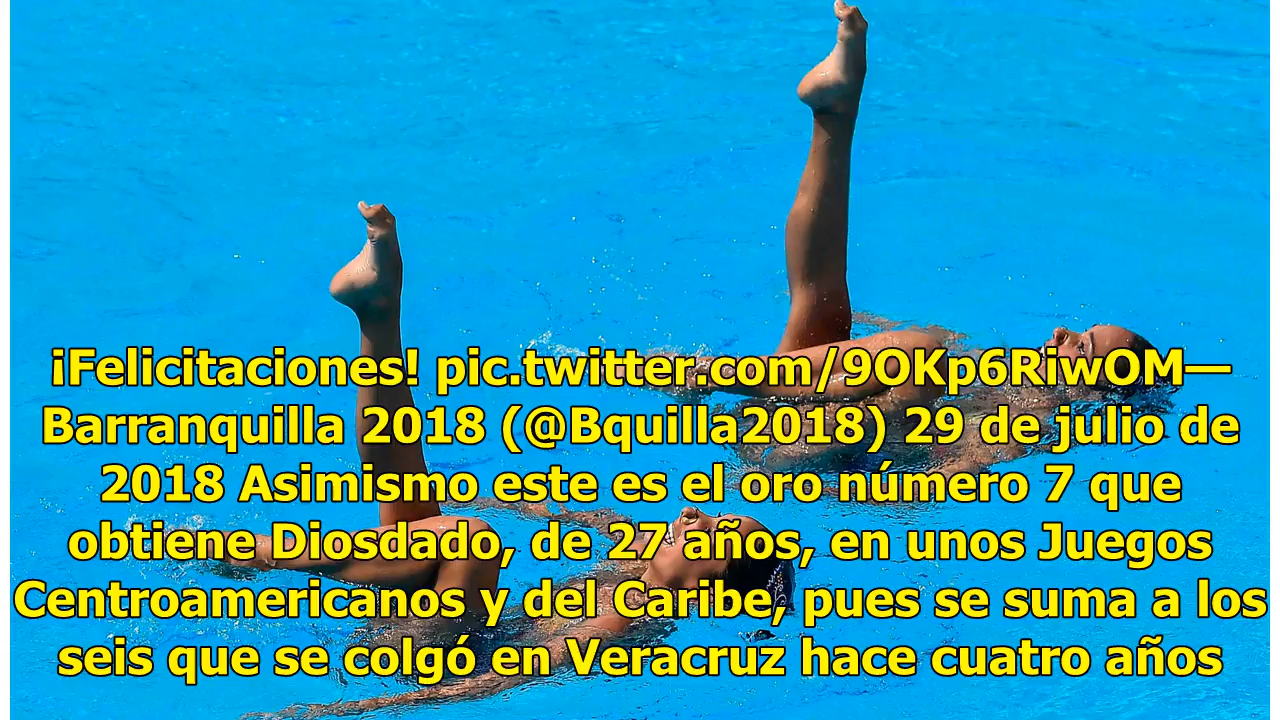 ¡Felicitaciones! pic.twitter.com/9OKp6RiwOM—
Barranquilla 2018 (@Bquilla2018) 29 de julio de
2018 Asimismo este es el oro número 7 que
obtiene Diosdado, de 27 años, en unos Juegos
Centroamericanos y del Caribe, pues se suma a los
seis que se colgó en Veracruz hace cuatro años